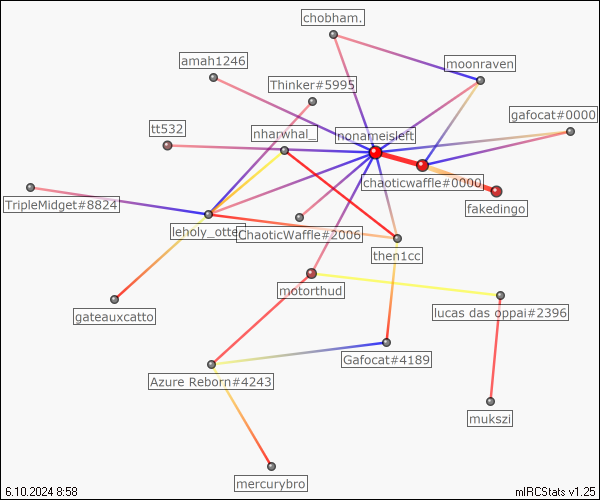 chobham.
amah1246
moonraven
Thinker#5995
gafocat#0000
tt532
nharwhal_
nonameisleft
chaoticwaffle#0000
TripleMidget#8824
fakedingo
leholy_otte
ChaoticWaffle#2006
then1cc
motorthud
gateauxcatto
lucas das oppai#2396
Gafocat#4189
Azure Reborn#4243
mukszi
mercurybro
6.10.2024 8:58
mIRCStats v1.25